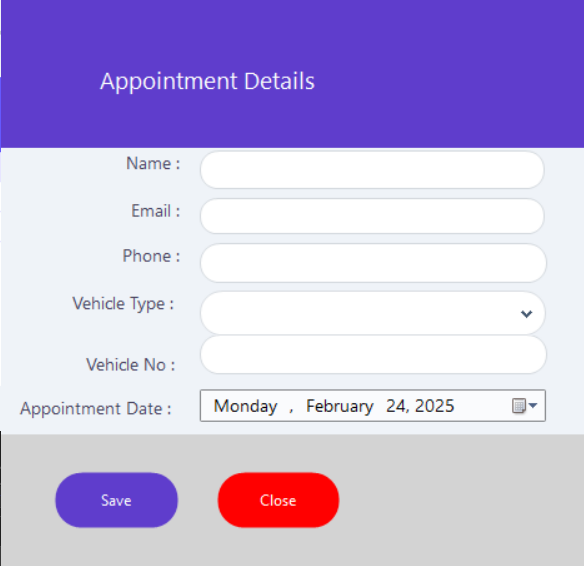 Appointment Details
Name :
Email :
Phone :
Vehicle Type :
Vehicle No :
Appointment Date : Monday , February 24, 2025
Save Close